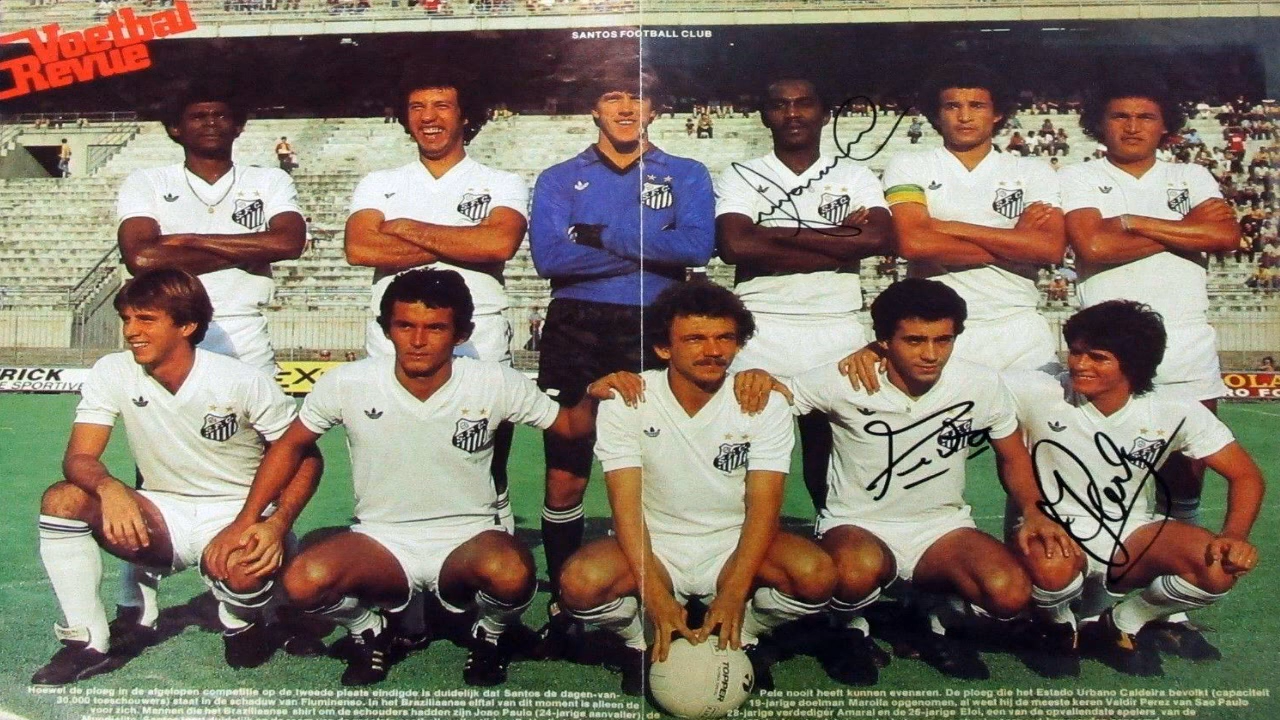 Voetbal
Revue
SANTOS FOOTBALL CLUB
RICK
E SPORTIVE
EX
OLA
TOPPER
Hoewel de ploeg in de afgelopen competitie op de tweede plaats eindigde is duidelijk dat Santos de dagen-van-
30.000 toeschouwers) staat in de schaduw van Fluminenso. In het Braziliaanse elftal van dit moment is alleen de
voor zich. Mannen die het Braziliaanse shirt om de schouders hadden zijn Joao Paulo (24-jarige aanvaller) de
Pele nooit heeft kunnen evenaren. De ploeg die het Estado Urbano Caldeira bevolkt (capaciteit
19-jarige doelman Marolla opgenomen, al weet hij de meeste keren Valdir Perez van Sao Paulo
28-jarige verdediger Amaral en de 26-jarige Eloi, een van de opvallendste spelers van de